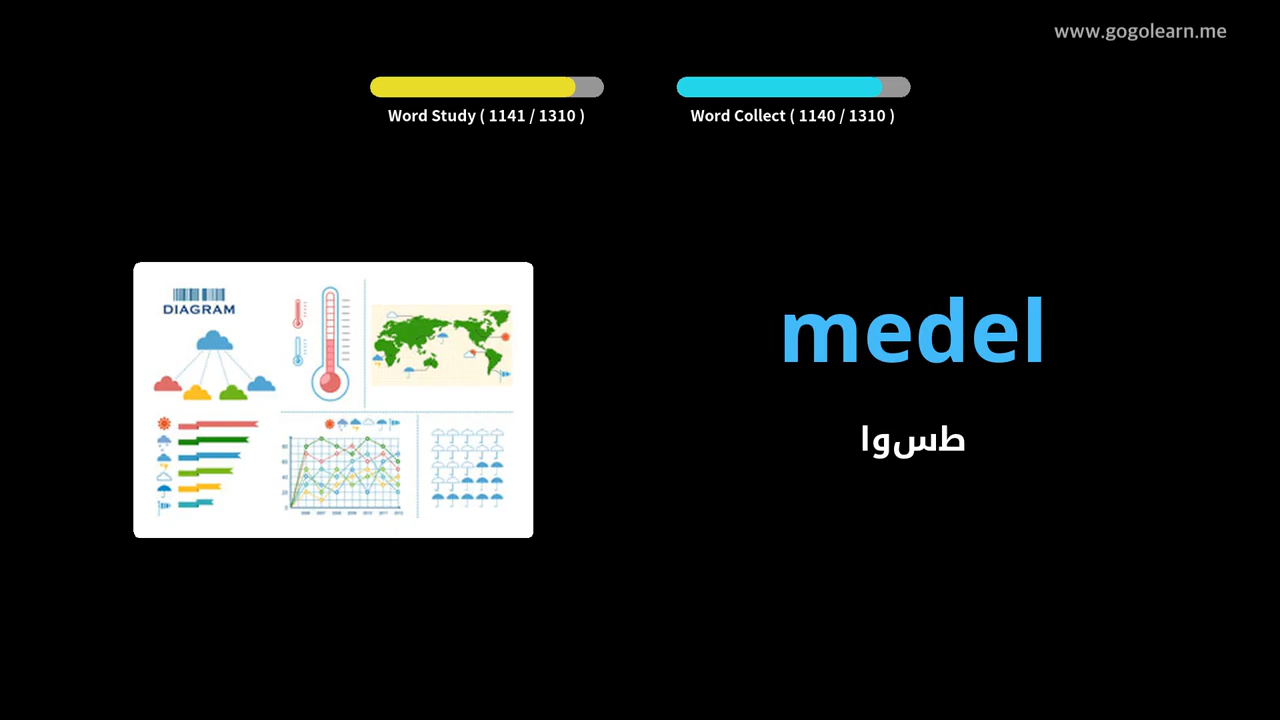 www.gogolearn.me
Word Study ( 1141 / 1310 )
Word Collect ( 1140 / 1310 )
DIAGRAM
medel
طسوا